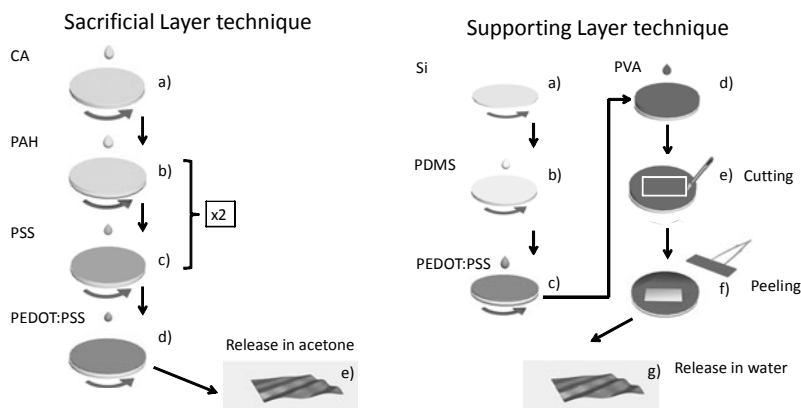 Sacrificial Layer technique
CA
a)
PAH
b)
x2
PSS
c)
PEDOT:PSS
d)
Release in acetone
e)
Supporting Layer technique
Si
a)
PDMS
b)
PEDOT:PSS
c)
PVA
d)
e) Cutting
f) Peeling
g) Release in water